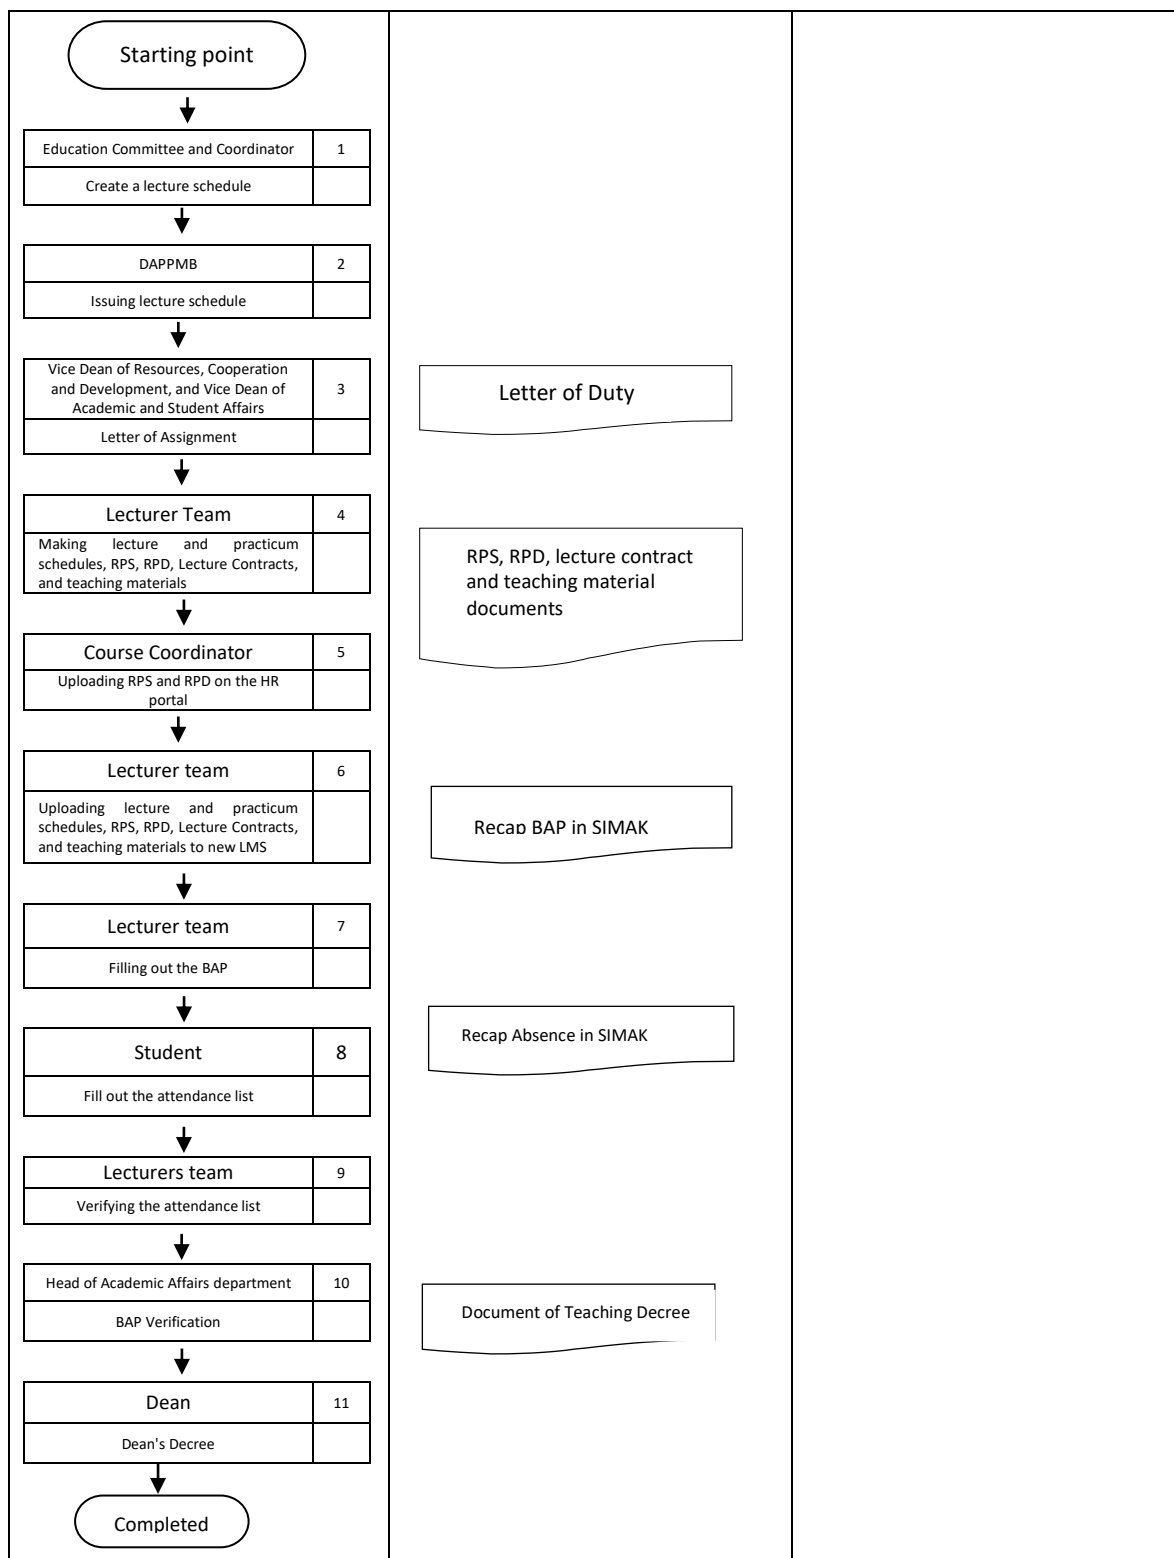 Starting point
Education Committee and Coordinator
1
Create a lecture schedule
DAPPMB
2
Issuing lecture schedule
Vice Dean of Resources, Cooperation
and Development, and Vice Dean of
Academic and Student Affairs
3
Letter of Assignment
Letter of Duty
Lecturer Team
4
Making lecture and practicum
schedules, RPS, RPD, Lecture Contracts,
and teaching materials
RPS, RPD, lecture contract
and teaching material
documents
Course Coordinator
5
Uploading RPS and RPD on the HR
portal
Lecturer team
6
Uploading lecture and practicum
schedules, RPS, RPD, Lecture Contracts,
and teaching materials to new LMS
Recap BAP in SIMAK
Lecturer team
7
Filling out the BAP
Student
8
Fill out the attendance list
Recap Absence in SIMAK
Lecturers team
9
Verifying the attendance list
Head of Academic Affairs department
10
BAP Verification
Document of Teaching Decree
Dean
11
Dean's Decree
Completed